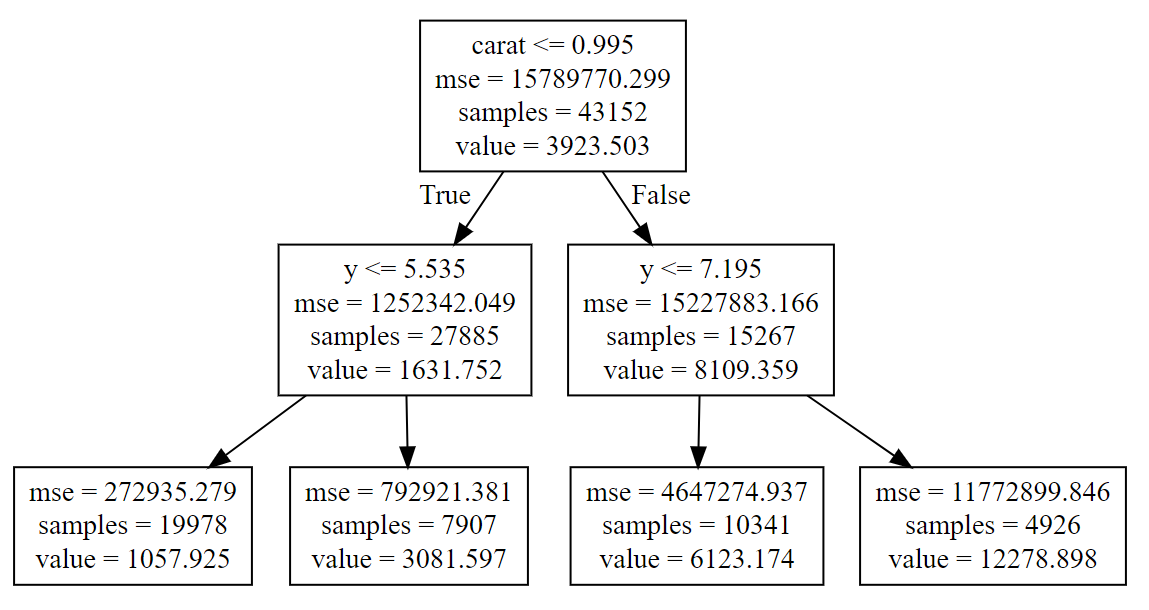 carat <= 0.995
mse = 15789770.299
samples = 43152
value = 3923.503
True
False
y <= 5.535
mse = 1252342.049
samples = 27885
value = 1631.752
y <= 7.195
mse = 15227883.166
samples = 15267
value = 8109.359
mse = 272935.279
samples = 19978
value = 1057.925
mse = 792921.381
samples = 7907
value = 3081.597
mse = 4647274.937
samples = 10341
value = 6123.174
mse = 11772899.846
samples = 4926
value = 12278.898